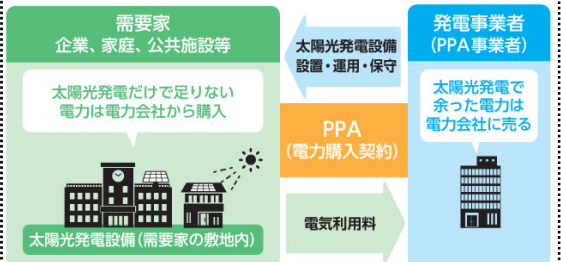 需要家
企業、家庭、公共施設等
太陽光発電だけで足りない
電力は電力会社から購入
太陽光発電設備(需要家の敷地内)
太陽光発電設備
設置・運用・保守
PPA
(電力購入契約)
電気利用料
発電事業者
(PPA事業者)
太陽光発電で
余った電力は
電力会社に売る